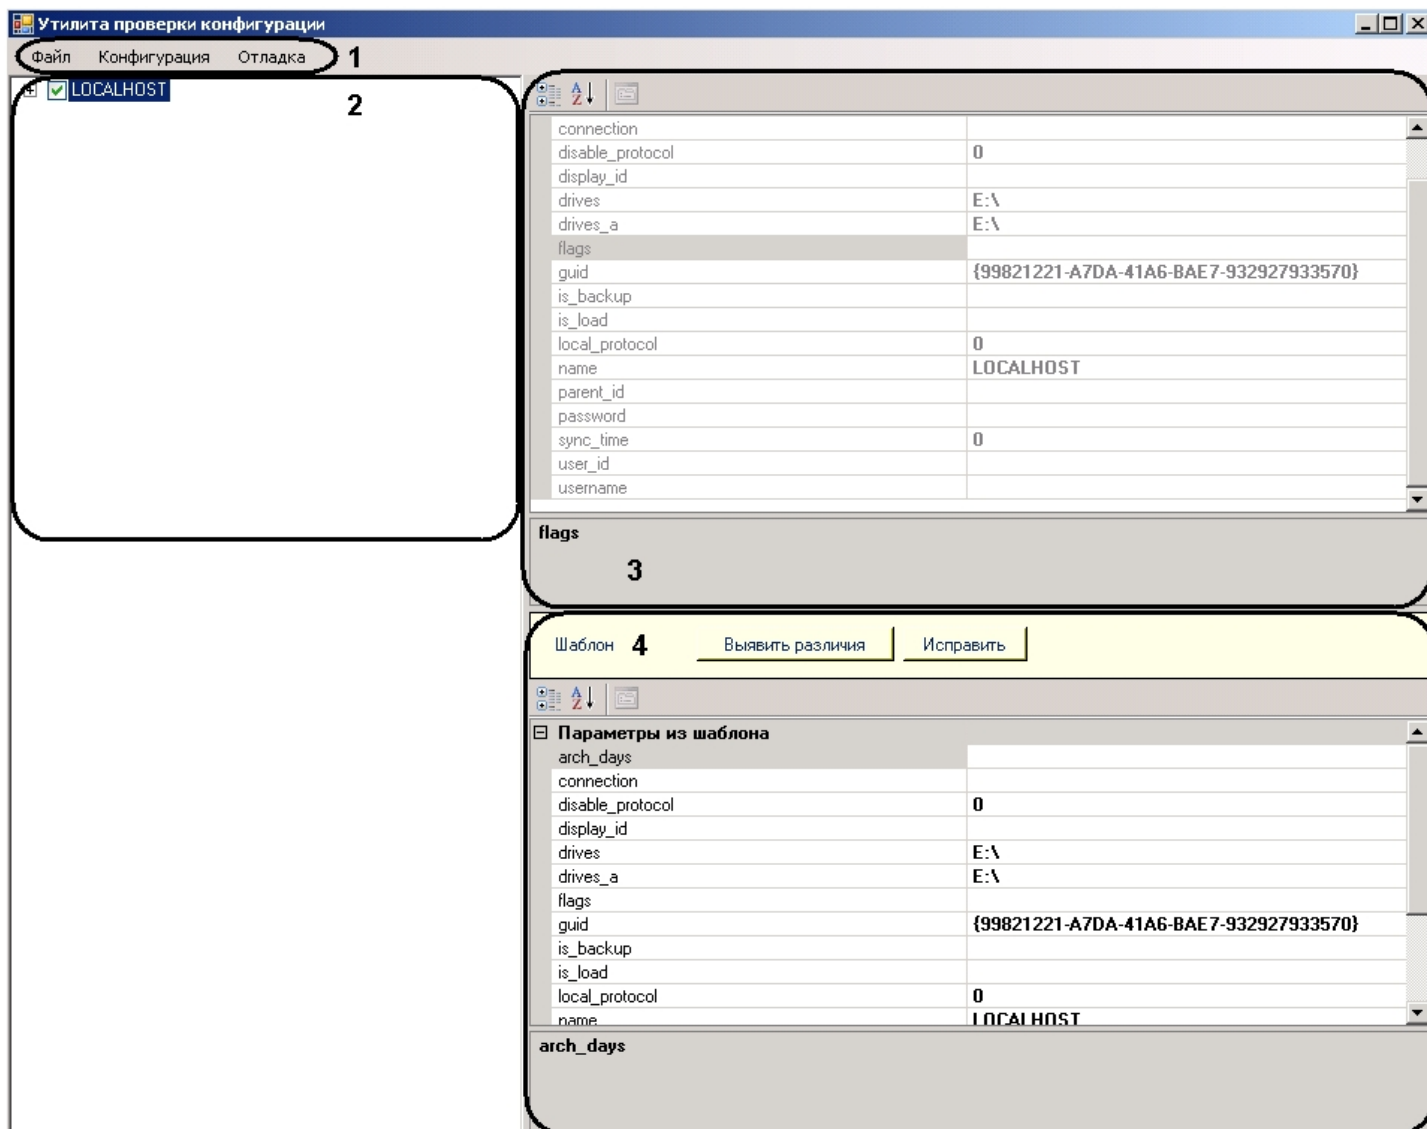 Утилита проверки конфигурации
Файл Конфигурация Отладка 1
LOCALHOST
2
connection
disable_protocol 0
display_id
drives E:\
drives_a E:\
flags
guid {99821221-A7DA-41A6-BAE7-932927933570}
is_backup
is_load
local_protocol 0
name LOCALHOST
parent_id
password
sync_time 0
user_id
username
flags
3
Шаблон 4 Выявить различия Исправить
Параметры из шаблона
arch_days
connection
disable_protocol 0
display_id
drives E:\
drives_a E:\
flags
guid {99821221-A7DA-41A6-BAE7-932927933570}
is_backup
is_load
local_protocol 0
name LOCALHOST
arch_days